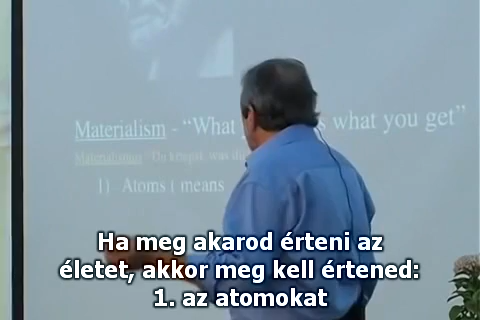 Materialism - “What y s what you get”
Materialismus
1) Atoms ( means
Ha meg akarod érteni az
életet, akkor meg kell értened:
1. az atomokat